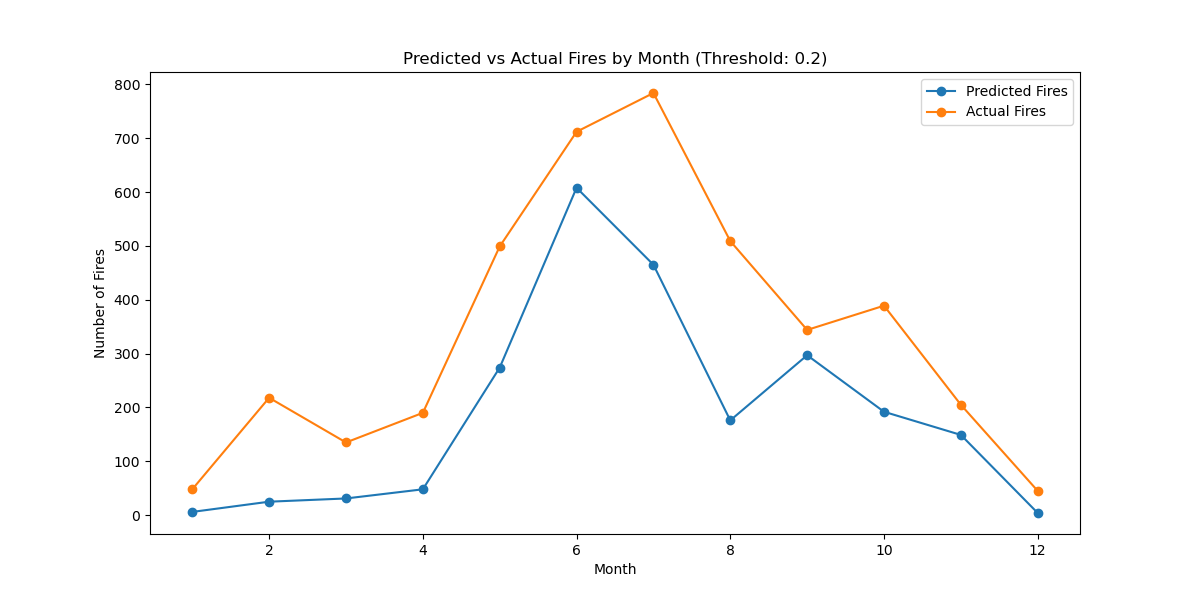 Predicted vs Actual Fires by Month (Threshold: 0.2)
Predicted Fires
Actual Fires
800
700
600
500
400
300
200
100
0
Number of Fires
2 4 6 8 10 12
Month